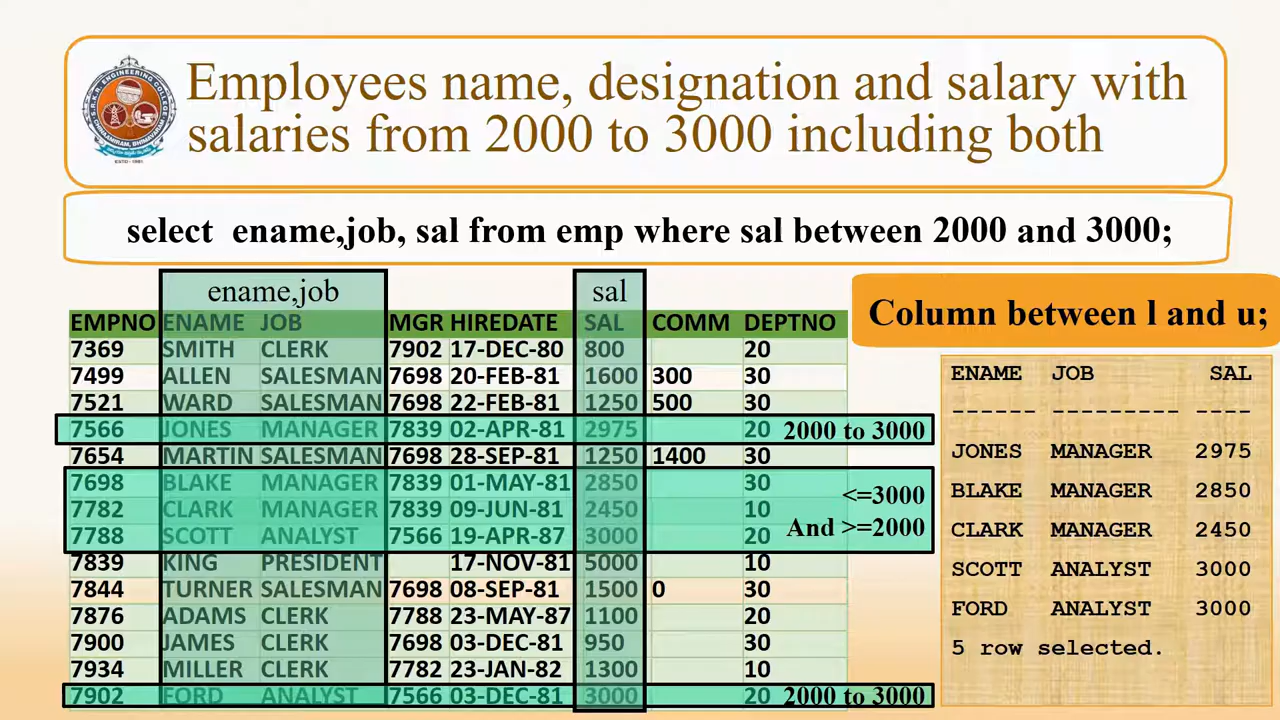 Employees name, designation and salary with
salaries from 2000 to 3000 including both
select ename,job, sal from emp where sal between 2000 and 3000;
ename,job sal
EMPNO ENAME JOB MGR HIREDATE SAL COMM DEPTNO
7369 SMITH CLERK 7902 17-DEC-80 800 20
7499 ALLEN SALESMAN 7698 20-FEB-81 1600 300 30
7521 WARD SALESMAN 7698 22-FEB-81 1250 500 30
7566 JONES MANAGER 7839 02-APR-81 2975 20 2000 to 3000
7654 MARTIN SALESMAN 7698 28-SEP-81 1250 1400 30
7698 BLAKE MANAGER 7839 01-MAY-81 2850 30
7782 CLARK MANAGER 7839 09-JUN-81 2450 10
7788 SCOTT ANALYST 7566 19-APR-87 3000 20
<=3000
And >=2000
7839 KING PRESIDENT 17-NOV-81 5000 10
7844 TURNER SALESMAN 7698 08-SEP-81 1500 0 30
7876 ADAMS CLERK 7788 23-MAY-87 1100 20
7900 JAMES CLERK 7698 03-DEC-81 950 30
7934 MILLER CLERK 7782 23-JAN-82 1300 10
7902 FORD ANALYST 7566 03-DEC-81 3000 20 2000 to 3000
Column between l and u;
ENAME JOB SAL
------ --------- ----
JONES MANAGER 2975
BLAKE MANAGER 2850
CLARK MANAGER 2450
SCOTT ANALYST 3000
FORD ANALYST 3000
5 row selected.